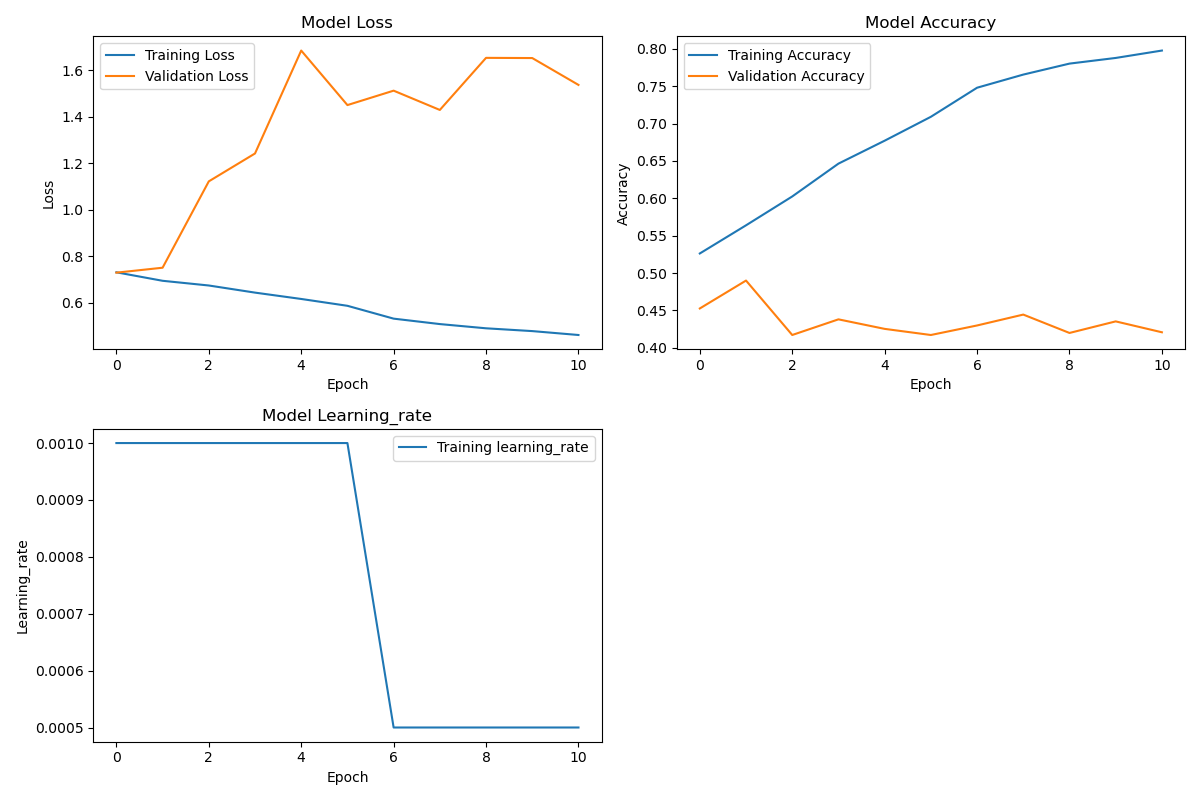 Model Loss
Training Loss
Validation Loss
Loss
1.6
1.4
1.2
1.0
0.8
0.6
0 2 4 6 8 10
Epoch
Model Accuracy
Training Accuracy
Validation Accuracy
Accuracy
0.80
0.75
0.70
0.65
0.60
0.55
0.50
0.45
0.40
0 2 4 6 8 10
Epoch
Model Learning_rate
Training learning_rate
Learning_rate
0.0010
0.0009
0.0008
0.0007
0.0006
0.0005
0 2 4 6 8 10
Epoch